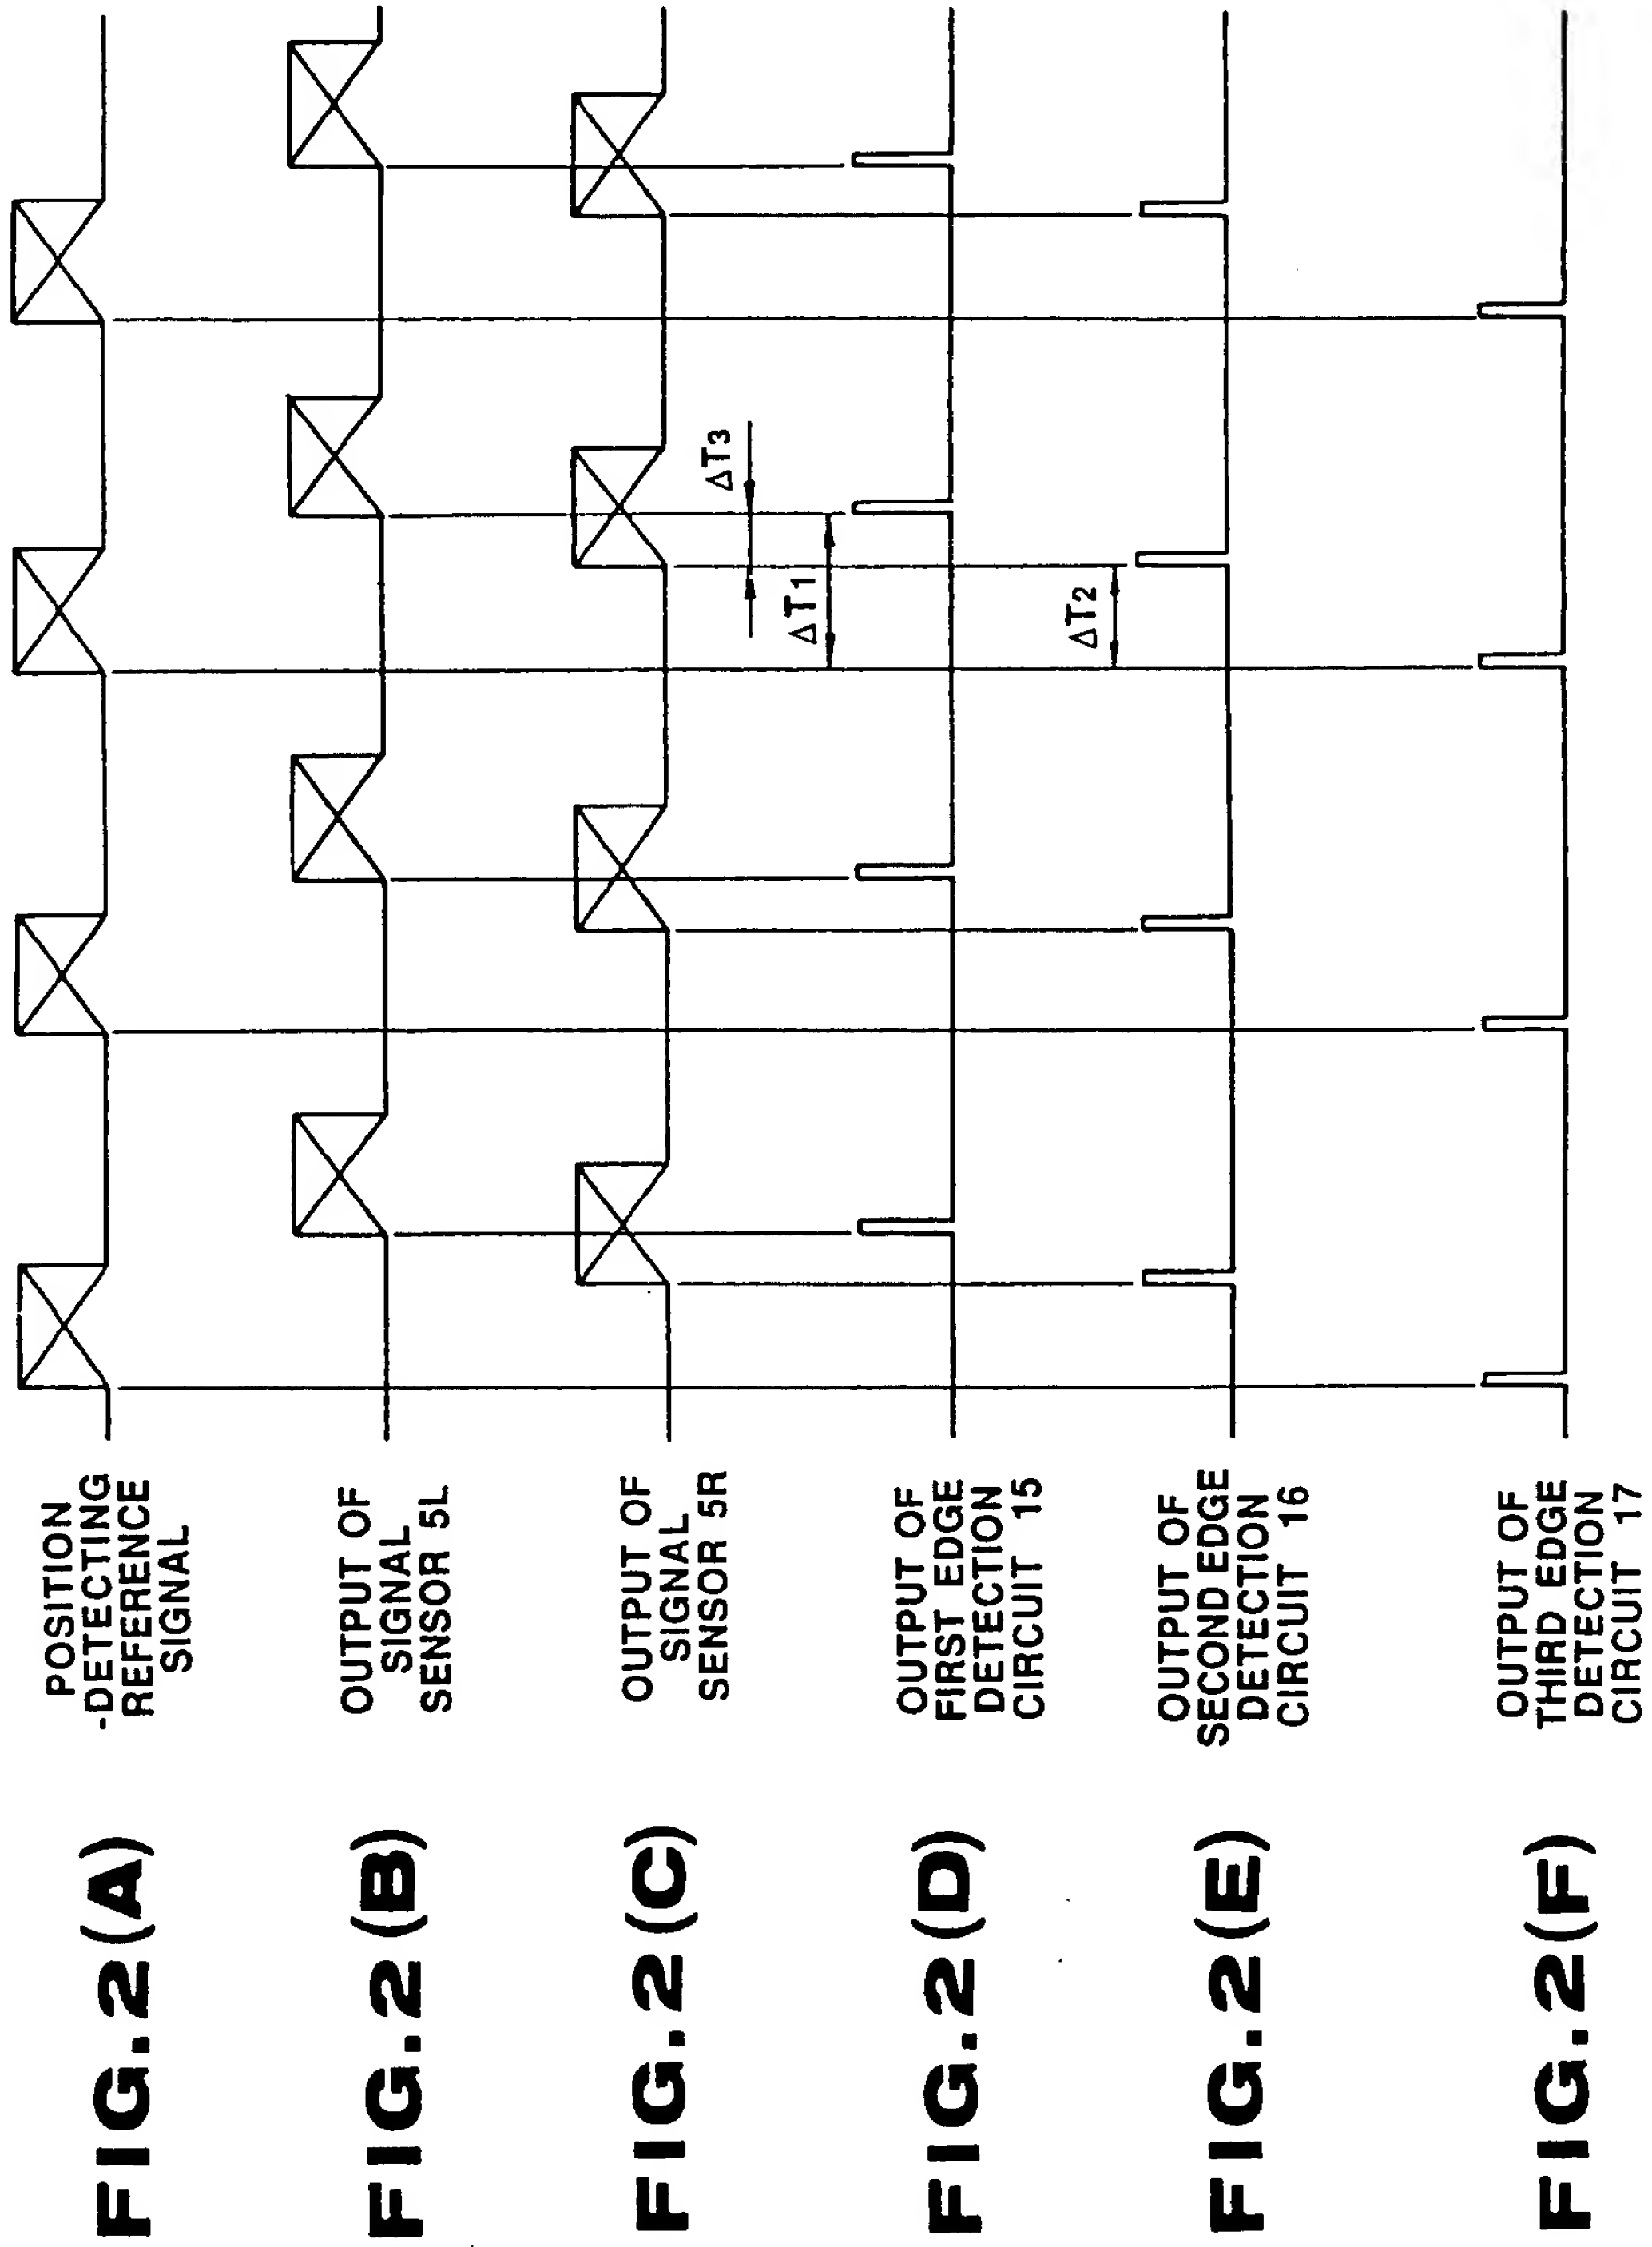 FIG.2(A)
POSITION
-DETECTING
REFERENCE
SIGNAL
FIG.2(B)
OUTPUT OF
SIGNAL
SENSOR 5L
FIG.2(C)
OUTPUT OF
SIGNAL
SENSOR 5R
ΔT3
ΔT1
FIG.2(D)
OUTPUT OF
FIRST EDGE
DETECTION
CIRCUIT 15
ΔT2
FIG.2(E)
OUTPUT OF
SECOND EDGE
DETECTION
CIRCUIT 16
FIG.2(F)
OUTPUT OF
THIRD EDGE
DETECTION
CIRCUIT 17